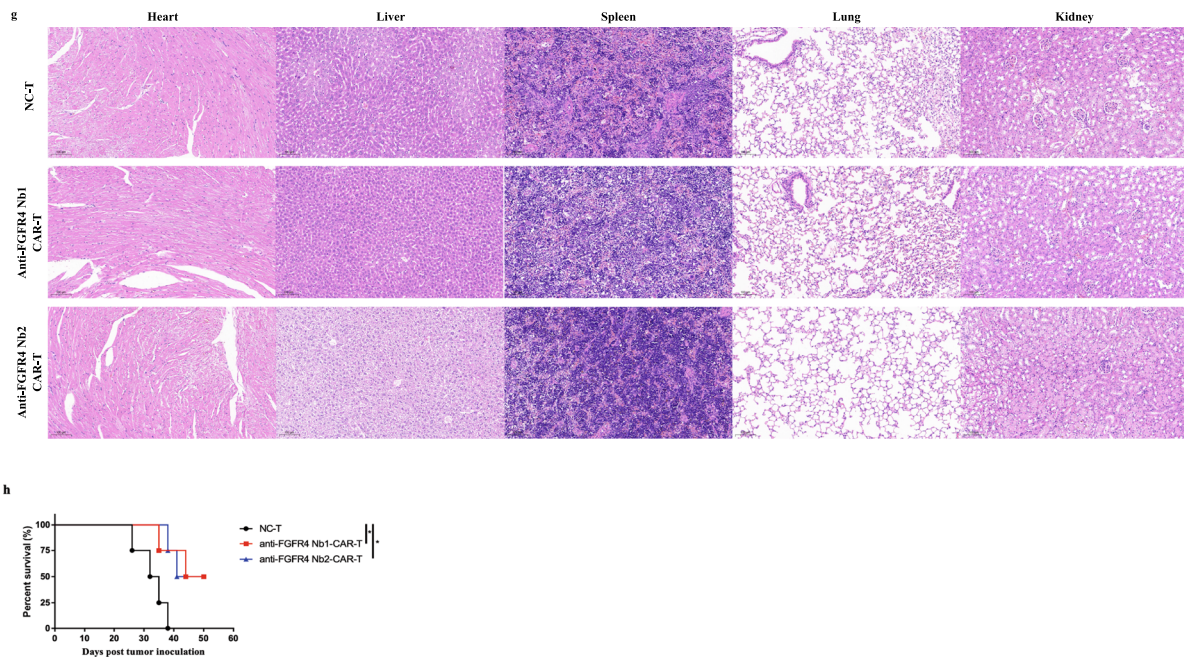 g
Heart Liver Spleen Lung Kidney
NC-T
Anti-FGFR4 Nb1
CAR-T
Anti-FGFR4 Nb2
CAR-T
h
Percent survival (%)
100
75
50
25
0
0 10 20 30 40 50 60
Days post tumor inoculation
NC-T
anti-FGFR4 Nb1-CAR-T
anti-FGFR4 Nb2-CAR-T
*
*